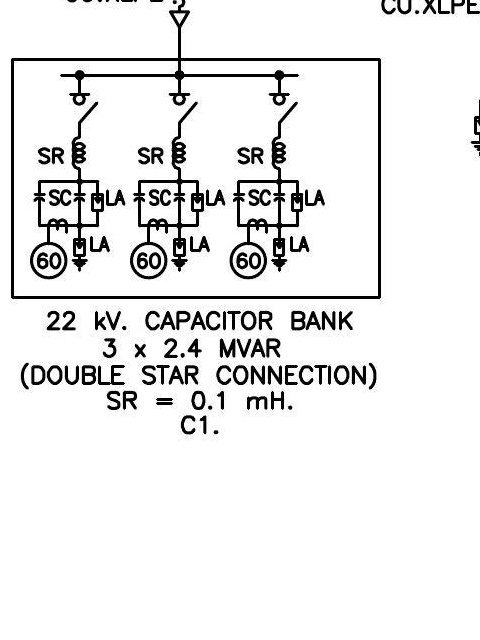 CU.XLPE
SR SR SR
SC LA SC LA SC LA
LA LA LA
60 60 60
22 kV. CAPACITOR BANK
3 x 2.4 MVAR
(DOUBLE STAR CONNECTION)
SR = 0.1 mH.
C1.